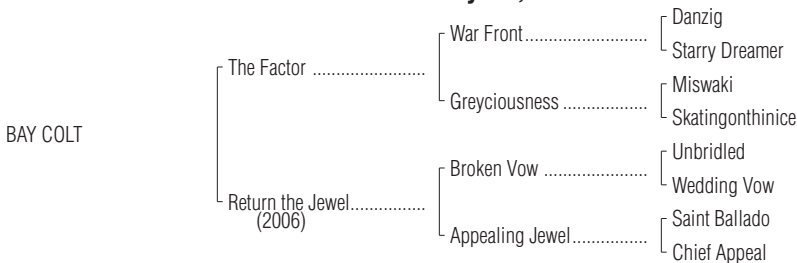 BAY COLT
The Factor ........................
Return the Jewel................
(2006)
War Front..........................
Greyciousness ..................
Broken Vow ......................
Appealing Jewel................
Danzig
Starry Dreamer
Miswaki
Skatingonthinice
Unbridled
Wedding Vow
Saint Ballado
Chief Appeal